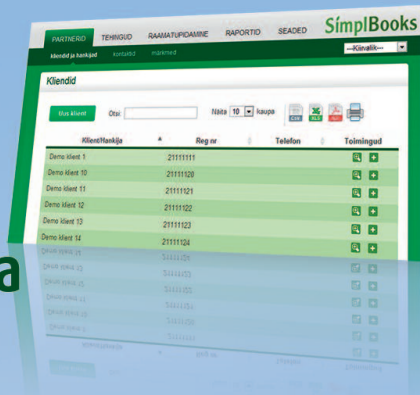 SimplBooks
PARTNERID TEHINGUD RAAMATUPIDAMINE RAPORTID SEADED
kliendid ja hankijad kontaktid märkmed
---Kiirvalik---
Kliendid
Uus klient Otsi: Näita 10 kaupa CSV XLS
Klient/Hankija Reg nr Telefon Toimingud
Demo klient 1 21111111
Demo klient 10 21111120
Demo klient 11 21111121
Demo klient 12 21111122
Demo klient 13 21111123
Demo klient 14 21111124
a